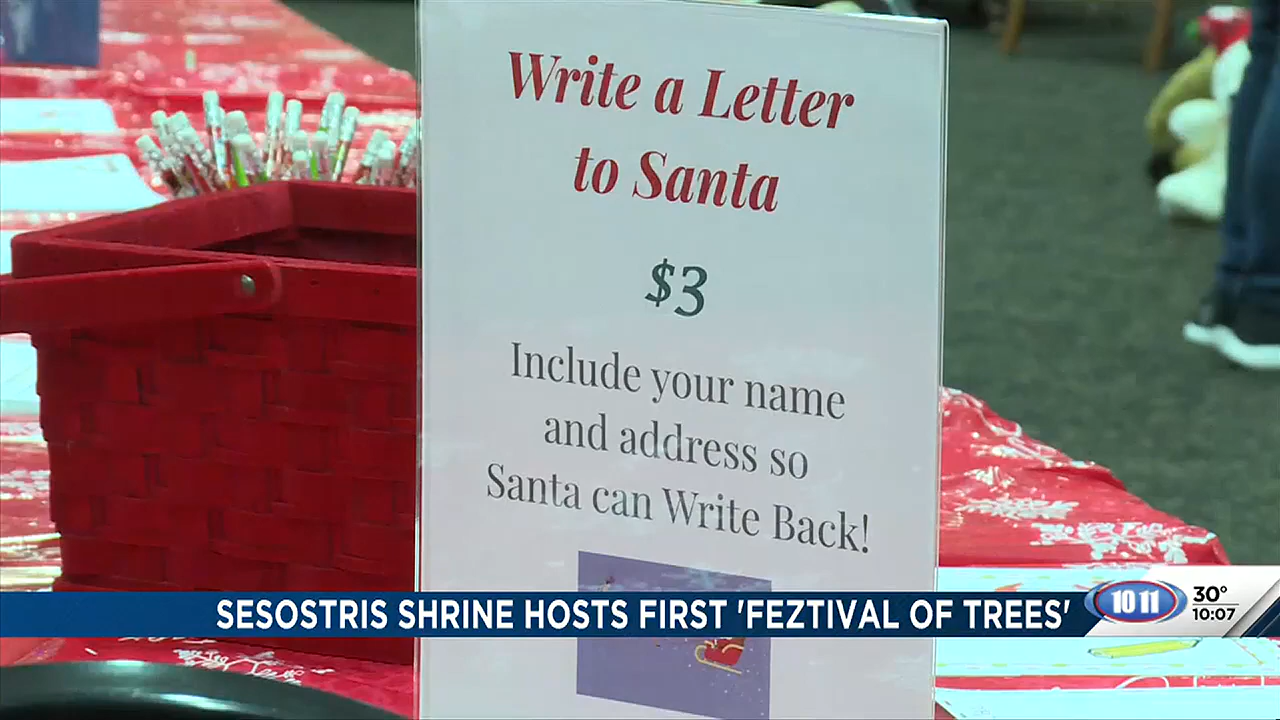 Write a Letter
to Santa
$3
Include your name
and address so
Santa can Write Back!
SESOSTRIS SHRINE HOSTS FIRST 'FEZTIVAL OF TREES'
10 11
30°
10:07